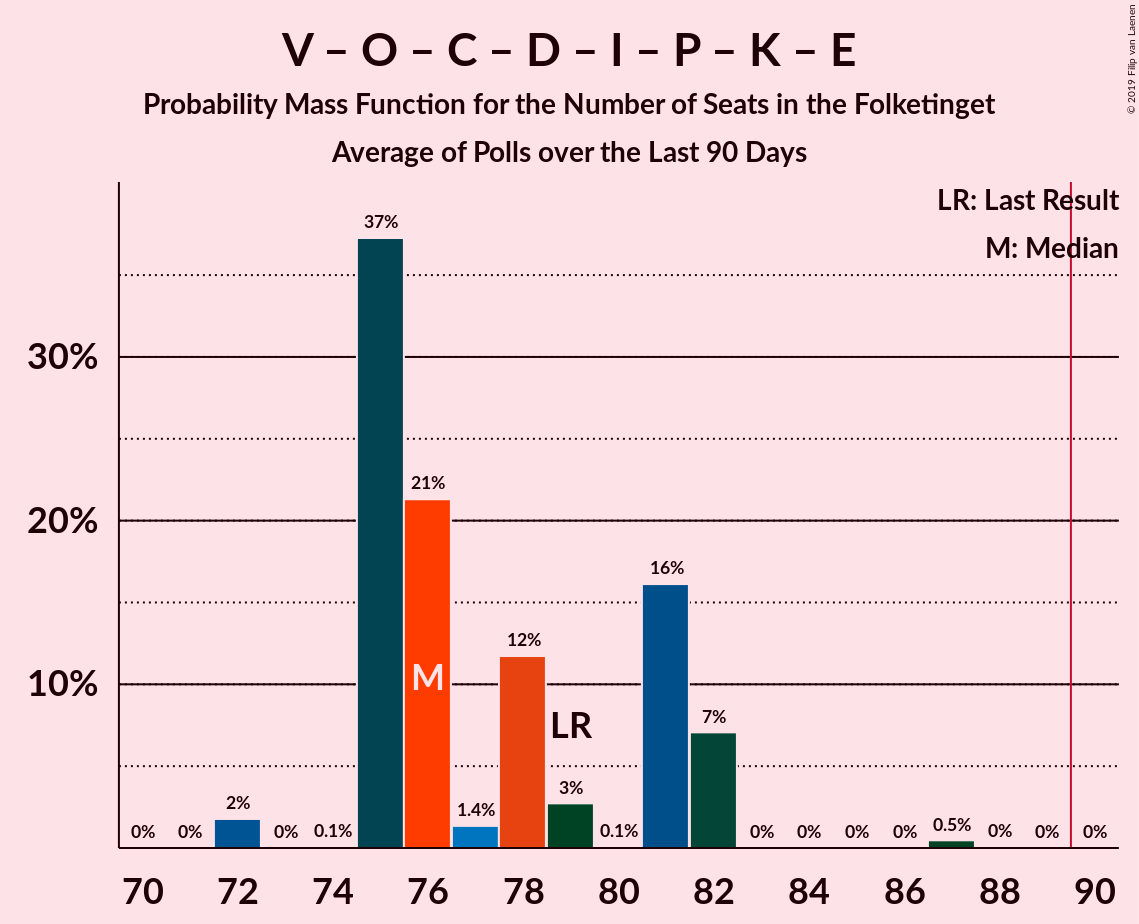 V – O – C – D – I – P – K – E
Probability Mass Function for the Number of Seats in the Folketinget
Average of Polls over the Last 90 Days
© 2019 Filip van Laenen
LR: Last Result
M: Median
37%
30%
21%
20%
16%
12%
10%
M
LR
7%
3%
2%
1.4%
0.5%
0% 0% 0% 0.1% 0.1% 0% 0% 0% 0% 0% 0% 0%
70 72 74 76 78 80 82 84 86 88 90